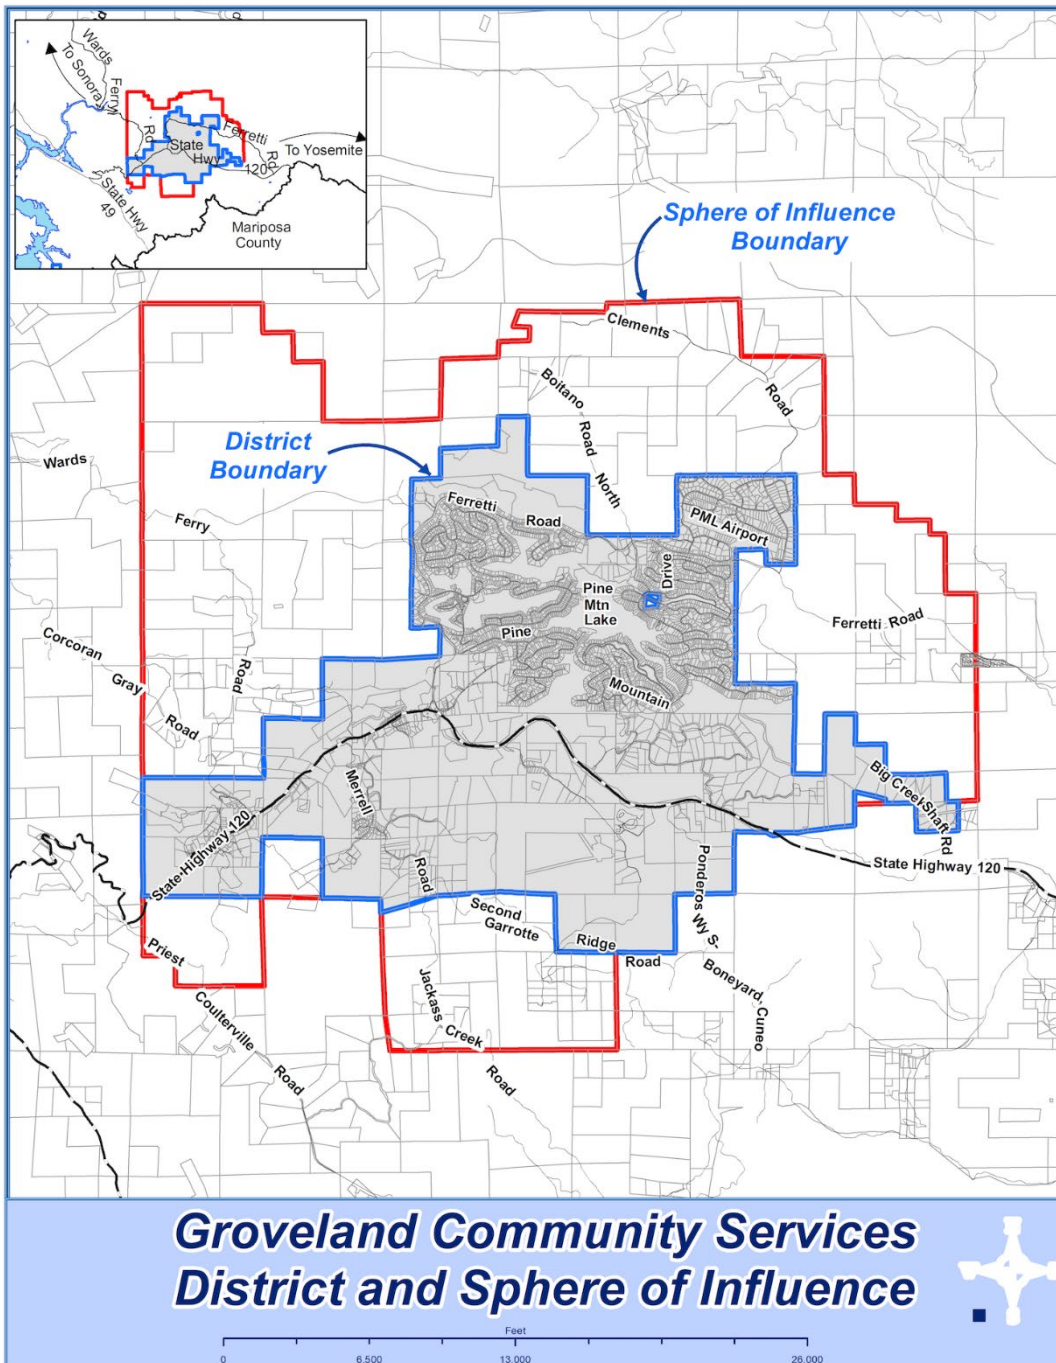 Wards
Ferry
Rd
To Sonora
State
Hwy
120
Ferretti
Rd
To Yosemite
State Hwy
49
Mariposa
County
Sphere of Influence
Boundary
Clements
Road
Boitano
Road
North
District
Boundary
Wards
Ferry
Road
Ferretti
Road
PML Airport
Drive
Pine
Mtn
Lake
Pine
Mountain
Ferretti Road
Corcoran
Gray
Road
Merrell
Road
Big Creek Shaft
Rd
State Highway 120
State Highway 120
Ponderos Wy S-
Second
Garrotte
Ridge
Road
Boneyard, Cuneo
Priest
Coulterville
Road
Jackass
Creek
Road
Groveland Community Services
District and Sphere of Influence
Feet
0 6,500 13,000 26,000